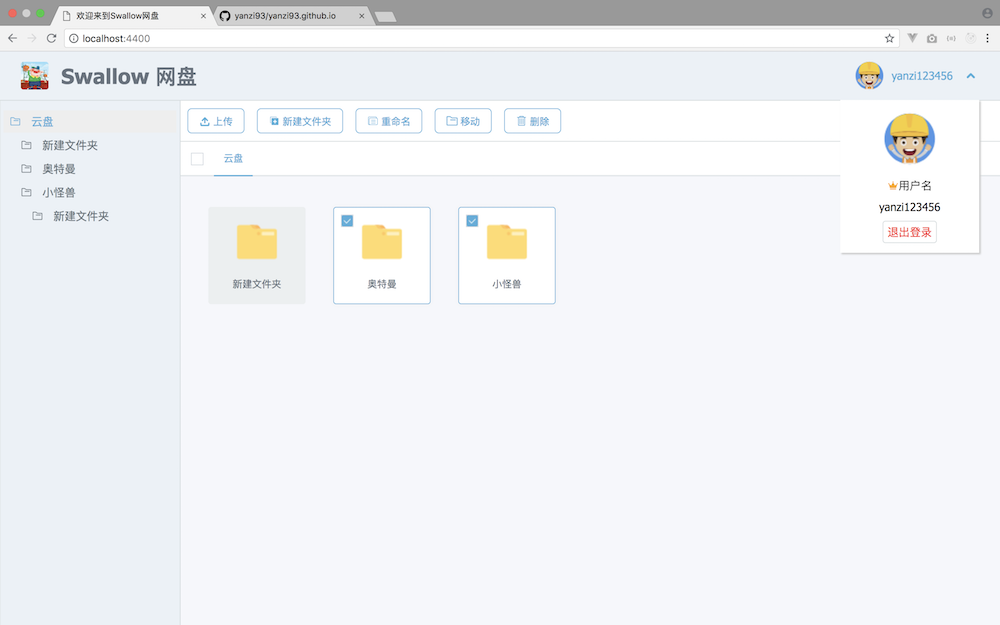 欢迎来到Swallow网盘
yanzi93/yanzi93.github.io
localhost:4400
Swallow 网盘
yanzi123456
云盘
新建文件夹
奥特曼
小怪兽
新建文件夹
上传
新建文件夹
重命名
移动
删除
云盘
新建文件夹
奥特曼
小怪兽
用户名
yanzi123456
退出登录